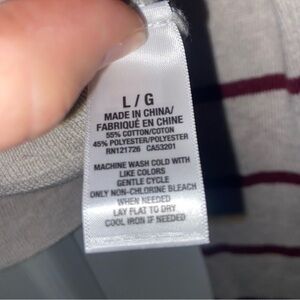 L / G
MADE IN CHINA/
FABRIQUÉ EN CHINE
55% COTTON/COTON
45% POLYESTER/POLYESTER
RN121726 CA53201
MACHINE WASH COLD WITH
LIKE COLORS
GENTLE CYCLE
ONLY NON-CHLORINE BLEACH
WHEN NEEDED
LAY FLAT TO DRY
COOL IRON IF NEEDED